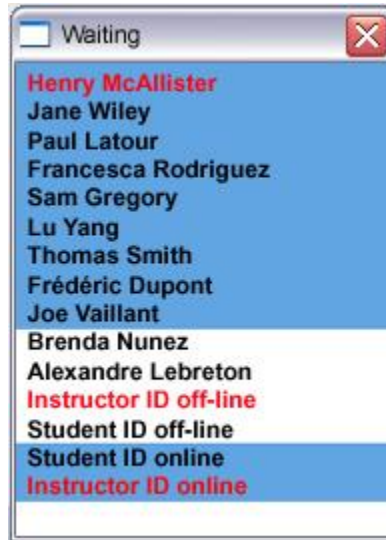 Waiting
Henry McAllister
Jane Wiley
Paul Latour
Francesca Rodriguez
Sam Gregory
Lu Yang
Thomas Smith
Frédéric Dupont
Joe Vaillant
Brenda Nunez
Alexandre Lebreton
Instructor ID off-line
Student ID off-line
Student ID online
Instructor ID online